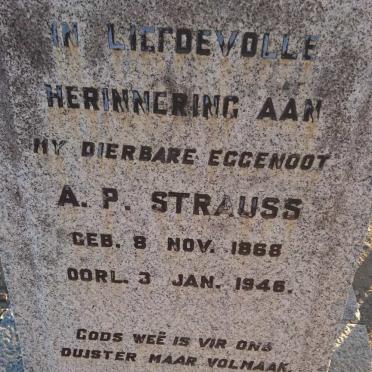 IN LIEFDEVOLLE
HERINNERING AAN
MY DIERBARE EGGENOOT
A. P. STRAUSS
GEB. 8 NOV. 1868
OORL. 3 JAN. 1946.
GODS WEË IS VIR ONS
DUISTER MAAR VOLMAAK.